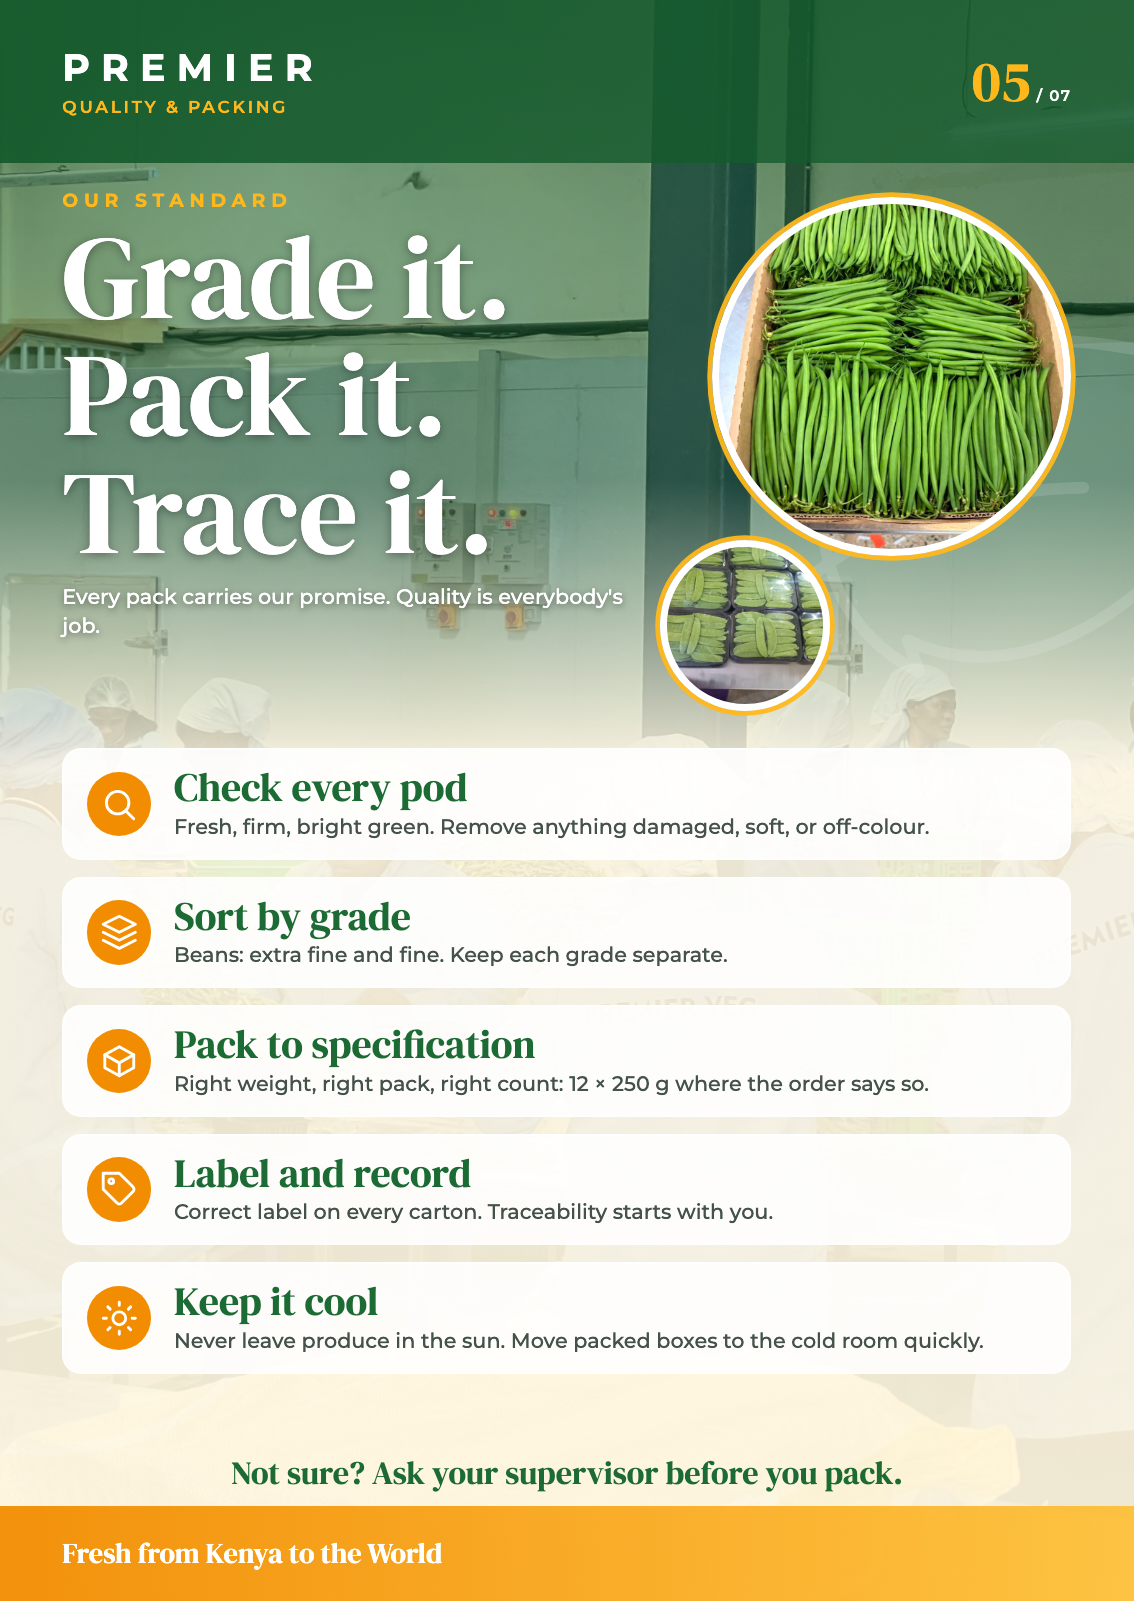 PREMIER
QUALITY & PACKING
05 / 07
OUR STANDARD
Grade it.
Pack it.
Trace it.
Every pack carries our promise. Quality is everybody's
job.
Check every pod
Fresh, firm, bright green. Remove anything damaged, soft, or off-colour.
Sort by grade
Beans: extra fine and fine. Keep each grade separate.
PREMIER VEG
Pack to specification
Right weight, right pack, right count: 12 × 250 g where the order says so.
Label and record
Correct label on every carton. Traceability starts with you.
Keep it cool
Never leave produce in the sun. Move packed boxes to the cold room quickly.
Not sure? Ask your supervisor before you pack.
Fresh from Kenya to the World